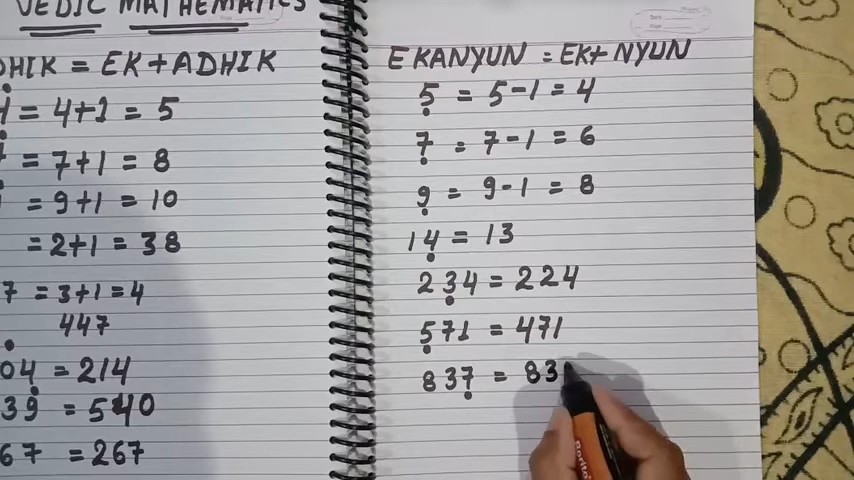 VEDIC MATHEMATICS
DHIK = EK + ADHIK
4 = 4+1 = 5
= 7+1 = 8
= 9+1 = 10
= 2+1 = 38
7 = 3+1 = 4
447
04 = 214
39 = 540
67 = 267
EKANYUN = EK + NYUN
5 = 5-1 = 4
7 = 7-1 = 6
9 = 9-1 = 8
14 = 13
234 = 224
571 = 471
837 = 83